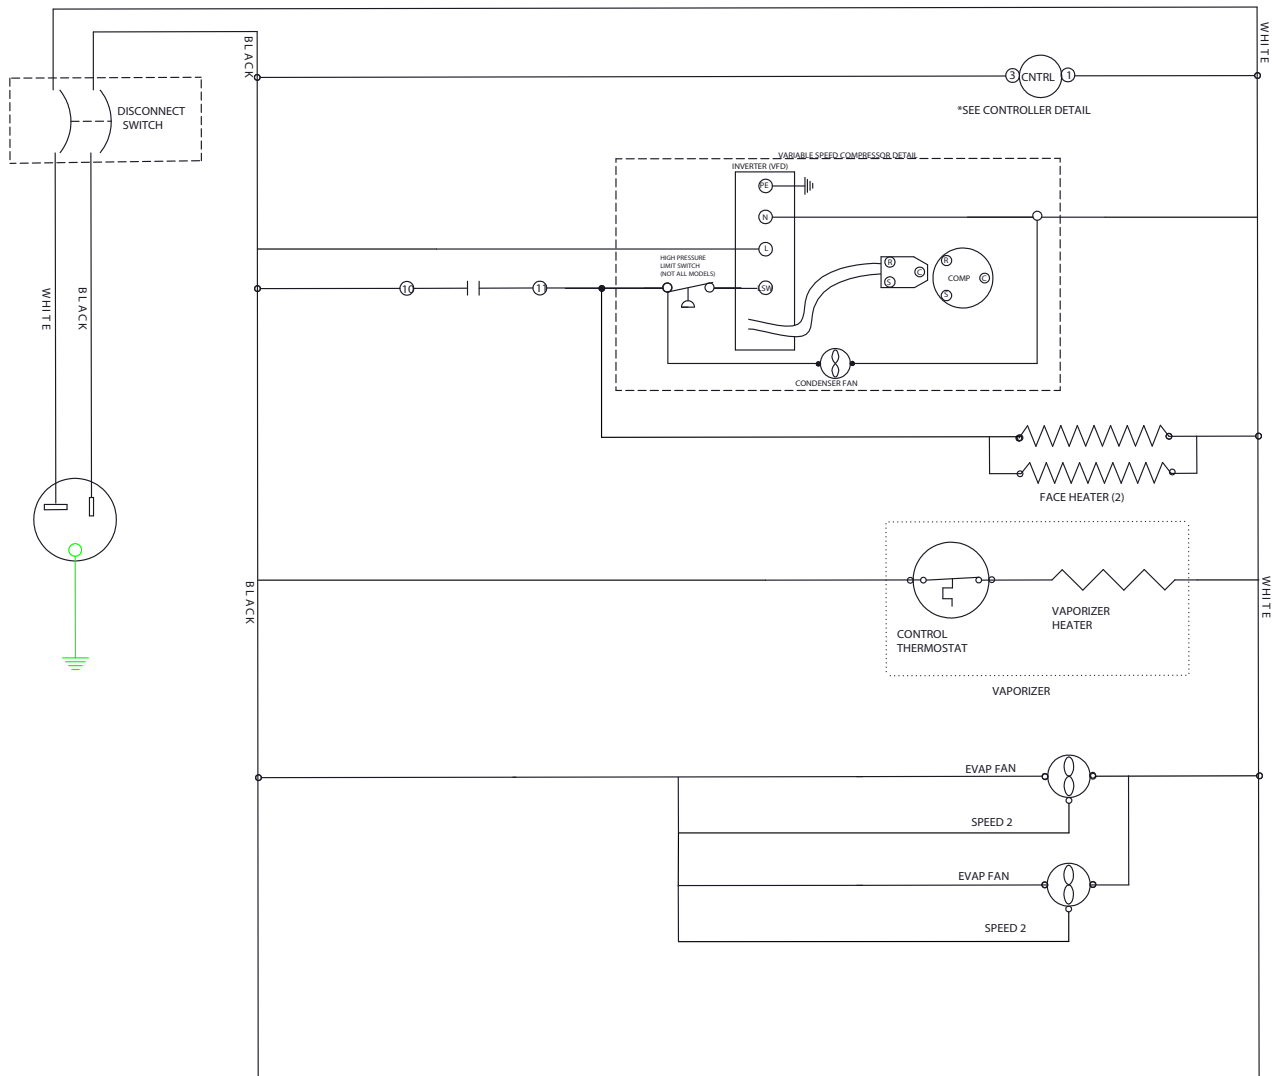 BLACK
WHITE
3
CNTRL
1
*SEE CONTROLLER DETAIL
DISCONNECT
SWITCH
VARIABLE SPEED COMPRESSOR DETAIL
INVERTER (VFD)
PE
N
L
HIGH PRESSURE
LIMIT SWITCH
(NOT ALL MODELS)
R
C
S
R
COMP
C
S
10
11
LSW
WHITE
BLACK
CONDENSER FAN
FACE HEATER (2)
BLACK
WHITE
CONTROL
THERMOSTAT
VAPORIZER
HEATER
VAPORIZER
EVAP FAN
SPEED 2
EVAP FAN
SPEED 2